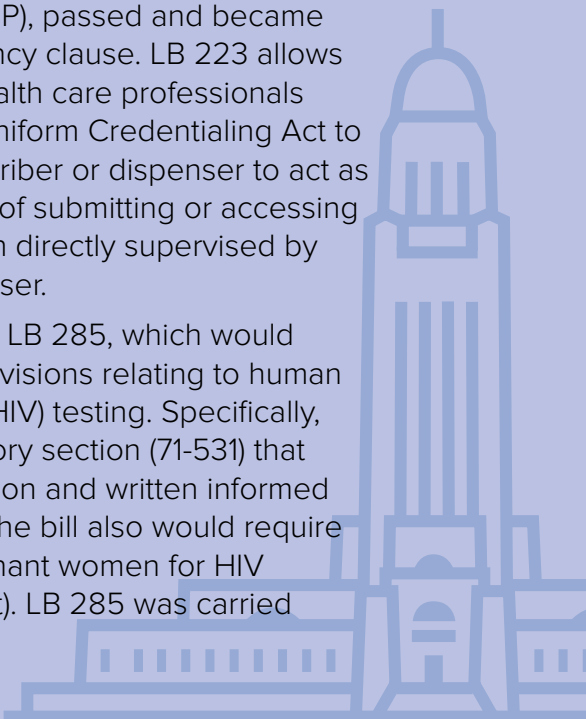 P), passed and became
ncy clause. LB 223 allows
alth care professionals
niform Credentialing Act to
riber or dispenser to act as
of submitting or accessing
n directly supervised by
ser.
LB 285, which would
visions relating to human
HIV) testing. Specifically,
ory section (71-531) that
on and written informed
he bill also would require
nant women for HIV
t). LB 285 was carried